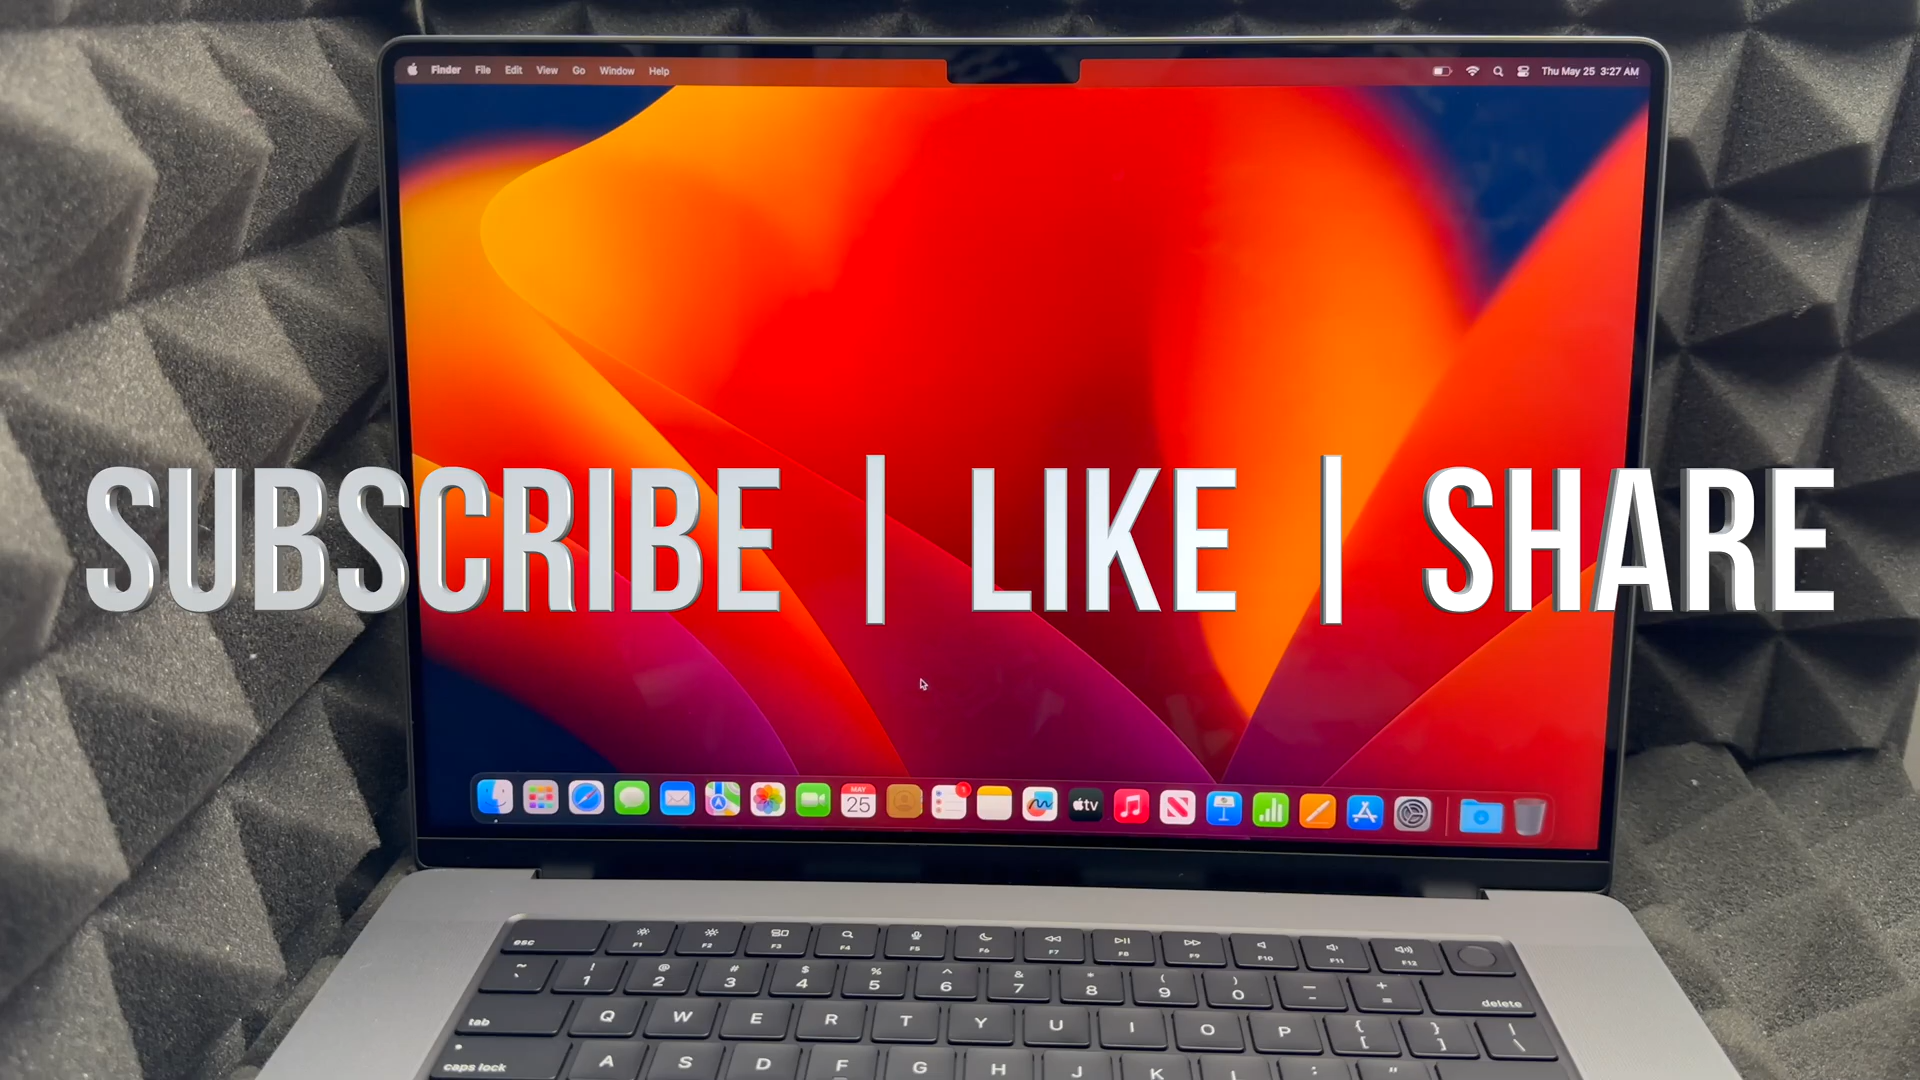 Finder File Edit View Go Window Help
Thu May 25 3:27 AM
SUBSCRIBE | LIKE | SHARE
MAY
25
tv
esc F1 F2 F3 F4 F5 F6 F7 F8 F9 F10 F11 F12
~ ! @ # $ % ^ & * ( ) _ +
` 1 2 3 4 5 6 7 8 9 0 - =
delete
tab Q W E R T Y U I O P { } |
[ ] \
caps lock A S D F G H J K L : "